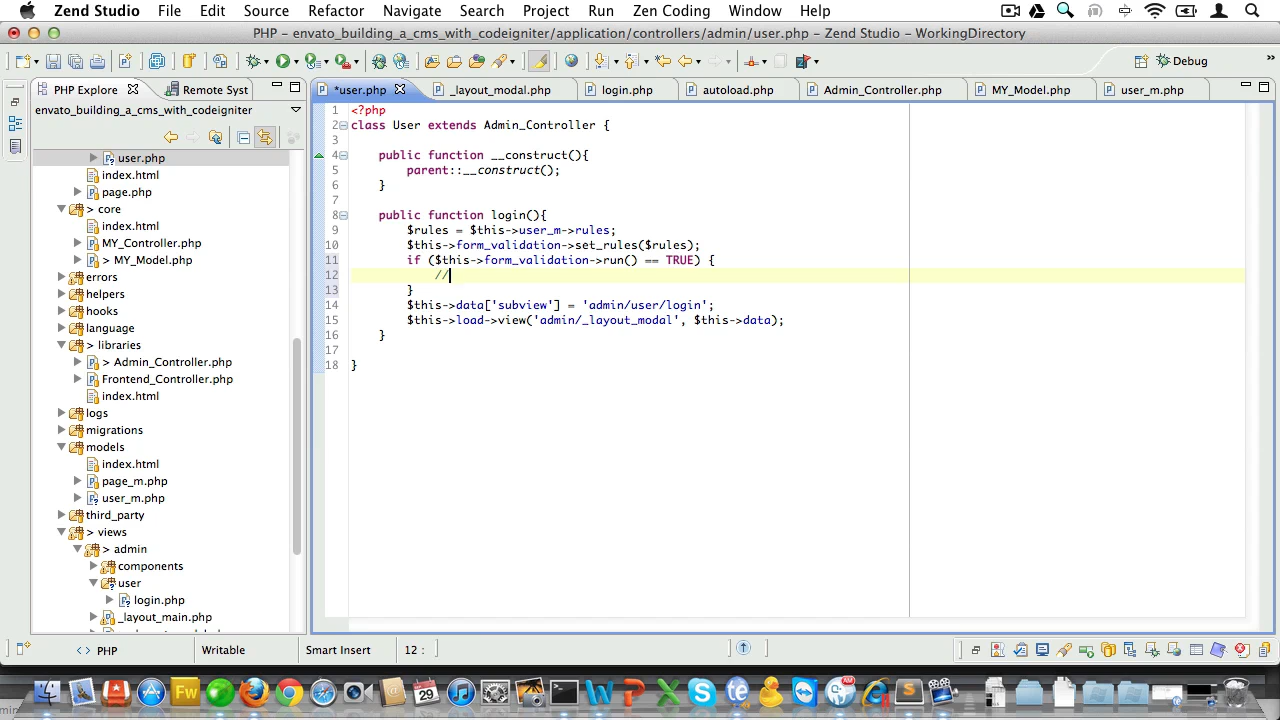 Zend Studio File Edit Source Refactor Navigate Search Project Run Zen Coding Window Help
PHP - envato_building_a_cms_with_codeigniter/application/controllers/admin/user.php - Zend Studio - WorkingDirectory
Debug
PHP Explore
Remote Syst
*user.php
_layout_modal.php
login.php
autoload.php
Admin_Controller.php
MY_Model.php
user_m.php
envato_building_a_cms_with_codeigniter
user.php
index.html
page.php
> core
index.html
MY_Controller.php
> MY_Model.php
errors
helpers
hooks
language
> libraries
> Admin_Controller.php
Frontend_Controller.php
index.html
logs
migrations
models
index.html
page_m.php
user_m.php
third_party
> views
> admin
components
user
login.php
_layout_main.php
1 <?php
2 class User extends Admin_Controller {
3
4 public function __construct(){
5 parent::__construct();
6 }
7
8 public function login(){
9 $rules = $this->user_m->rules;
10 $this->form_validation->set_rules($rules);
11 if ($this->form_validation->run() == TRUE) {
12 //
13 }
14 $this->data['subview'] = 'admin/user/login';
15 $this->load->view('admin/_layout_modal', $this->data);
16 }
17
18 }
<> PHP
Writable
Smart Insert
12 :